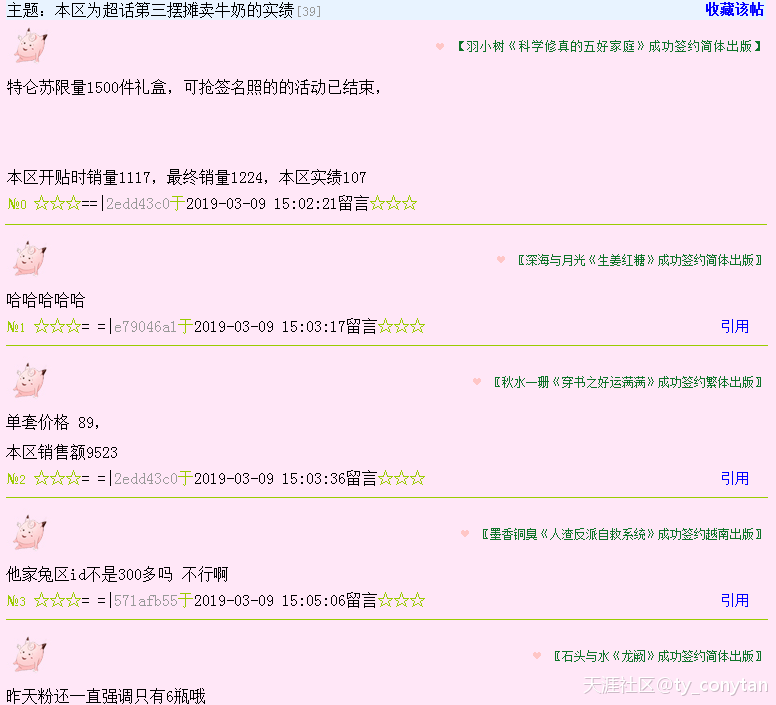 主题: 本区为超话第三摆摊卖牛奶的实绩[39] 收藏该帖
❤ 【羽小树《科学修真的五好家庭》成功签约简体出版】
特仑苏限量1500件礼盒，可抢签名照的的活动已结束，
本区开贴时销量1117，最终销量1224，本区实绩107
№0 ☆☆☆==|2edd43c0于2019-03-09 15:02:21留言☆☆☆
❤ 〖深海与月光《生姜红糖》成功签约简体出版〗
哈哈哈哈哈
№1 ☆☆☆= =|e79046a1于2019-03-09 15:03:17留言☆☆☆ 引用
❤ 〖秋水一珊《穿书之好运满满》成功签约繁体出版〗
单套价格 89，
本区销售额9523
№2 ☆☆☆= =|2edd43c0于2019-03-09 15:03:36留言☆☆☆ 引用
❤ 〖墨香铜臭《人渣反派自救系统》成功签约越南出版〗
他家兔区id不是300多吗 不行啊
№3 ☆☆☆= =|571afb55于2019-03-09 15:05:06留言☆☆☆ 引用
❤ 〖石头与水《龙阙》成功签约简体出版〗
昨天粉还一直强调只有6瓶哦
天涯社区@ty_conytan